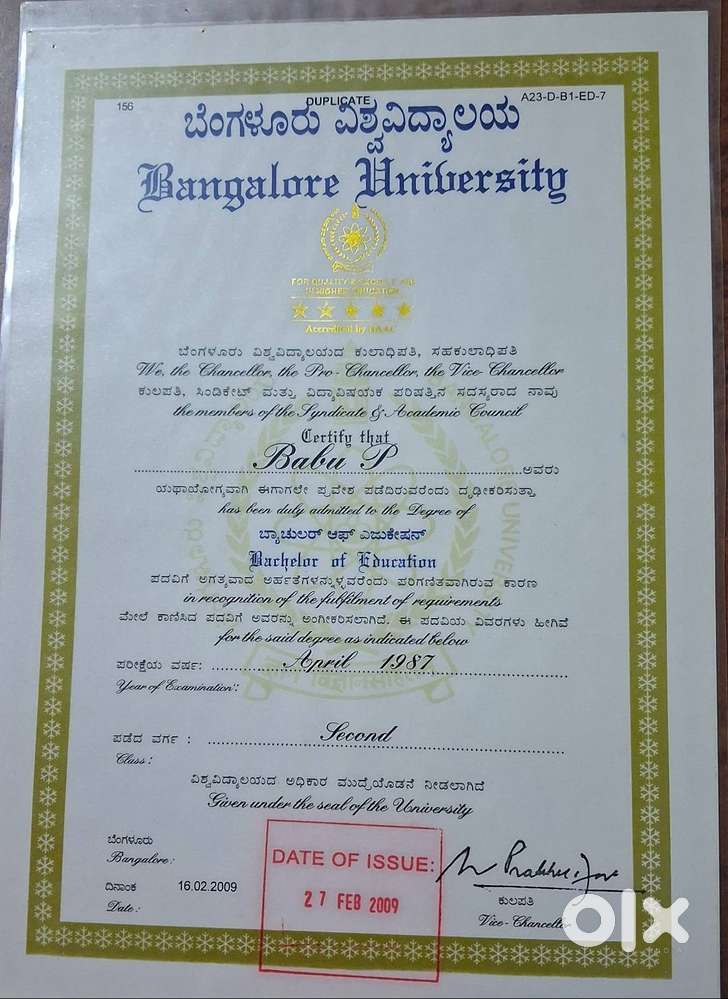 156
DUPLICATE
A23-D-B1-ED-7
ಬೆಂಗಳೂರು ವಿಶ್ವವಿದ್ಯಾಲಯ
Bangalore University
FOR QUALITY & EXCELLENCE
IN HIGHER EDUCATION
Accredited by NAAC
ಬೆಂಗಳೂರು ವಿಶ್ವವಿದ್ಯಾಲಯದ ಕುಲಾಧಿಪತಿ, ಸಹಕುಲಾಧಿಪತಿ
We, the Chancellor, the Pro-Chancellor, the Vice-Chancellor
ಕುಲಪತಿ, ಸಿಂಡಿಕೇಟ್ ಮತ್ತು ವಿದ್ಯಾವಿಷಯಕ ಪರಿಷತ್ತಿನ ಸದಸ್ಯರಾದ ನಾವು
the members of the Syndicate & Academic Council
Certify that
Babu P
ಅವರು
ಯಥಾಯೋಗ್ಯವಾಗಿ ಈಗಾಗಲೇ ಪ್ರವೇಶ ಪಡೆದಿರುವರೆಂದು ದೃಢೀಕರಿಸುತ್ತಾ
has been duly admitted to the Degree of
ಬ್ಯಾಚುಲರ್ ಆಫ್ ಎಜುಕೇಷನ್
Bachelor of Education
ಪದವಿಗೆ ಅಗತ್ಯವಾದ ಅರ್ಹತೆಗಳನ್ನುಳ್ಳವರೆಂದು ಪರಿಗಣಿತವಾಗಿರುವ ಕಾರಣ
in recognition of the fulfilment of requirements
ಮೇಲೆ ಕಾಣಿಸಿದ ಪದವಿಗೆ ಅವರನ್ನು ಅಂಗೀಕರಿಸಲಾಗಿದೆ. ಈ ಪದವಿಯ ವಿವರಗಳು ಹೀಗಿವೆ
for the said degree as indicated below
ಪರೀಕ್ಷೆಯ ವರ್ಷ: April 1987
Year of Examination:
ಪಡೆದ ವರ್ಗ : Second
Class :
ವಿಶ್ವವಿದ್ಯಾಲಯದ ಅಧಿಕಾರ ಮುದ್ರೆಯೊಡನೆ ನೀಡಲಾಗಿದೆ
Given under the seal of the University
ಬೆಂಗಳೂರು
Bangalore :
ದಿನಾಂಕ 16.02.2009
Date :
DATE OF ISSUE:
27 FEB 2009
ಕುಲಪತಿ
Vice-Chancellor
olx